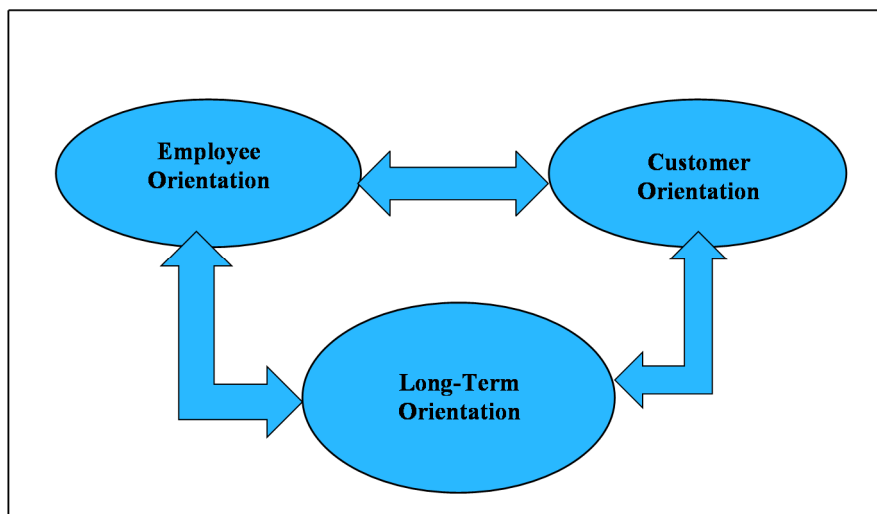 Employee
Orientation
Customer
Orientation
Long-Term
Orientation